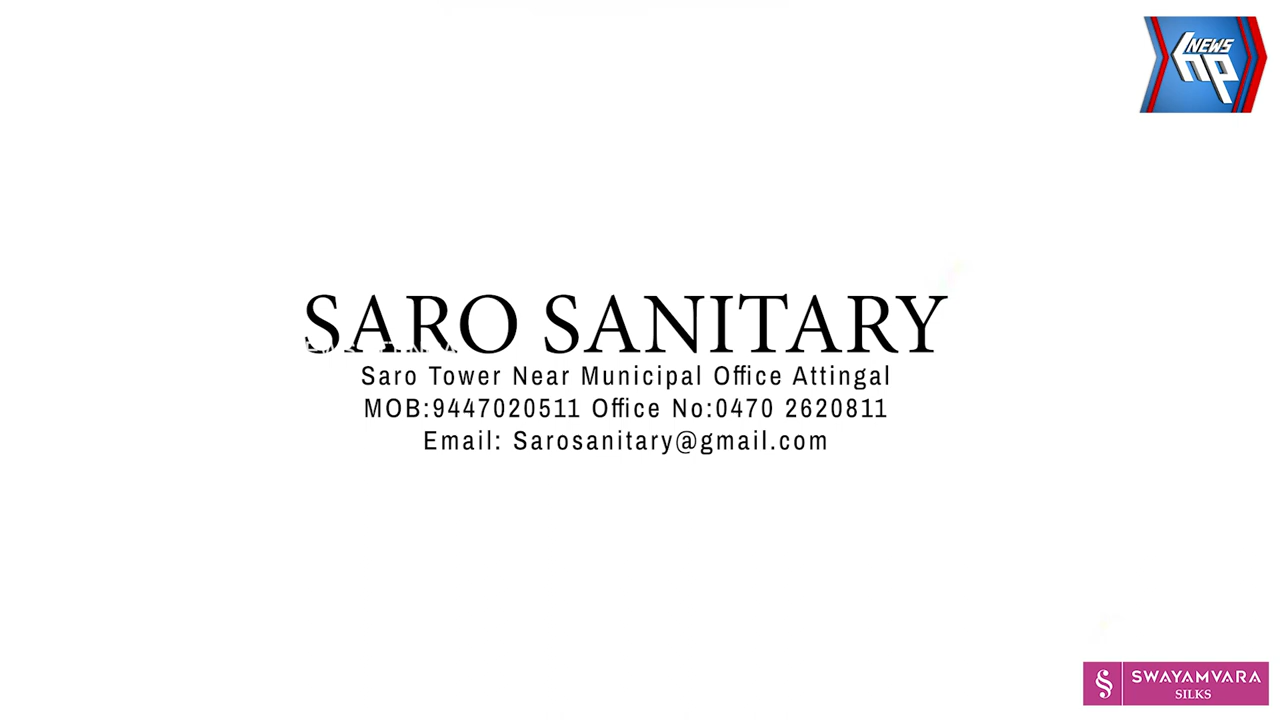 NEWS
hp
SARO SANITARY
Saro Tower Near Municipal Office Attingal
MOB:9447020511 Office No:0470 2620811
Email: Sarosanitary@gmail.com
SWAYAMVARA
SILKS